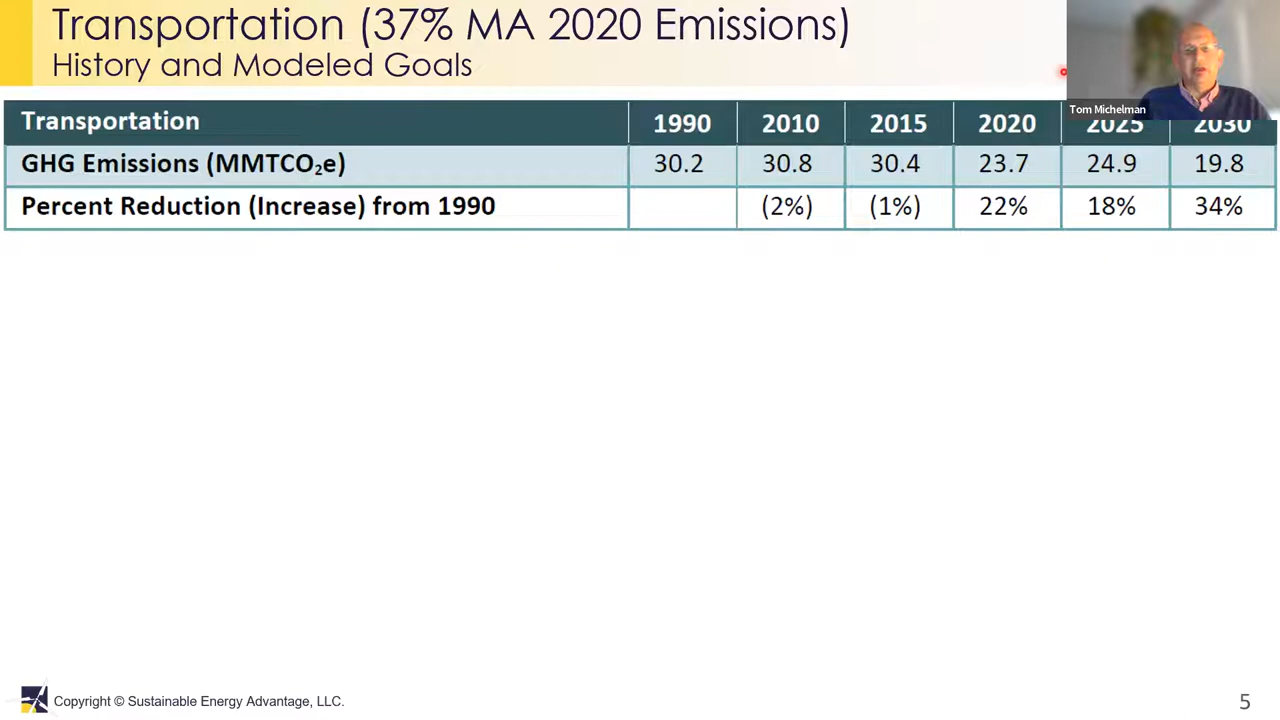 Transportation (37% MA 2020 Emissions)
History and Modeled Goals
Tom Michelman
Transportation 1990 2010 2015 2020 2025 2030
GHG Emissions (MMTCO₂e) 30.2 30.8 30.4 23.7 24.9 19.8
Percent Reduction (Increase) from 1990 (2%) (1%) 22% 18% 34%
Copyright © Sustainable Energy Advantage, LLC.
5